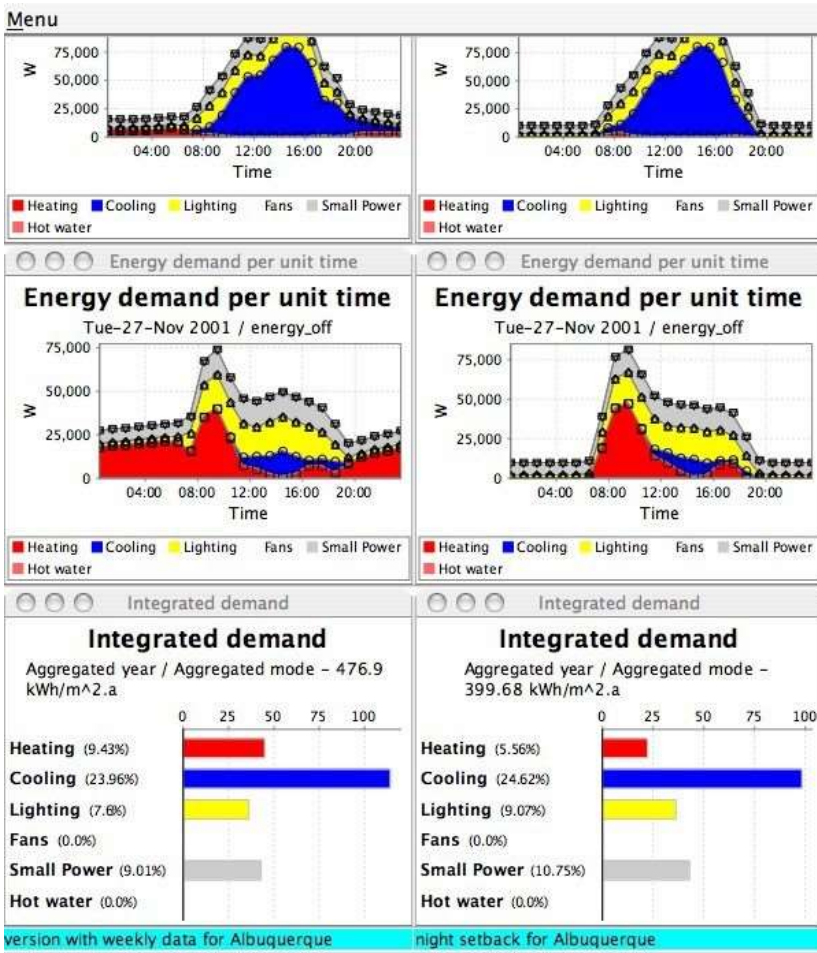 Menu
75,000
50,000
25,000
0
W
04:00 08:00 12:00 16:00 20:00
Time
Heating Cooling Lighting Fans Small Power
Hot water
75,000
50,000
25,000
0
W
04:00 08:00 12:00 16:00 20:00
Time
Heating Cooling Lighting Fans Small Power
Hot water
Energy demand per unit time
Energy demand per unit time
Tue-27-Nov 2001 / energy_off
75,000
50,000
25,000
0
W
04:00 08:00 12:00 16:00 20:00
Time
Heating Cooling Lighting Fans Small Power
Hot water
Energy demand per unit time
Energy demand per unit time
Tue-27-Nov 2001 / energy_off
75,000
50,000
25,000
0
W
04:00 08:00 12:00 16:00 20:00
Time
Heating Cooling Lighting Fans Small Power
Hot water
Integrated demand
Integrated demand
Aggregated year / Aggregated mode - 476.9
kWh/m^2.a
0 25 50 75 100
Heating (9.43%)
Cooling (23.96%)
Lighting (7.6%)
Fans (0.0%)
Small Power (9.01%)
Hot water (0.0%)
version with weekly data for Albuquerque
Integrated demand
Integrated demand
Aggregated year / Aggregated mode -
399.68 kWh/m^2.a
0 25 50 75 100
Heating (5.56%)
Cooling (24.62%)
Lighting (9.07%)
Fans (0.0%)
Small Power (10.75%)
Hot water (0.0%)
night setback for Albuquerque